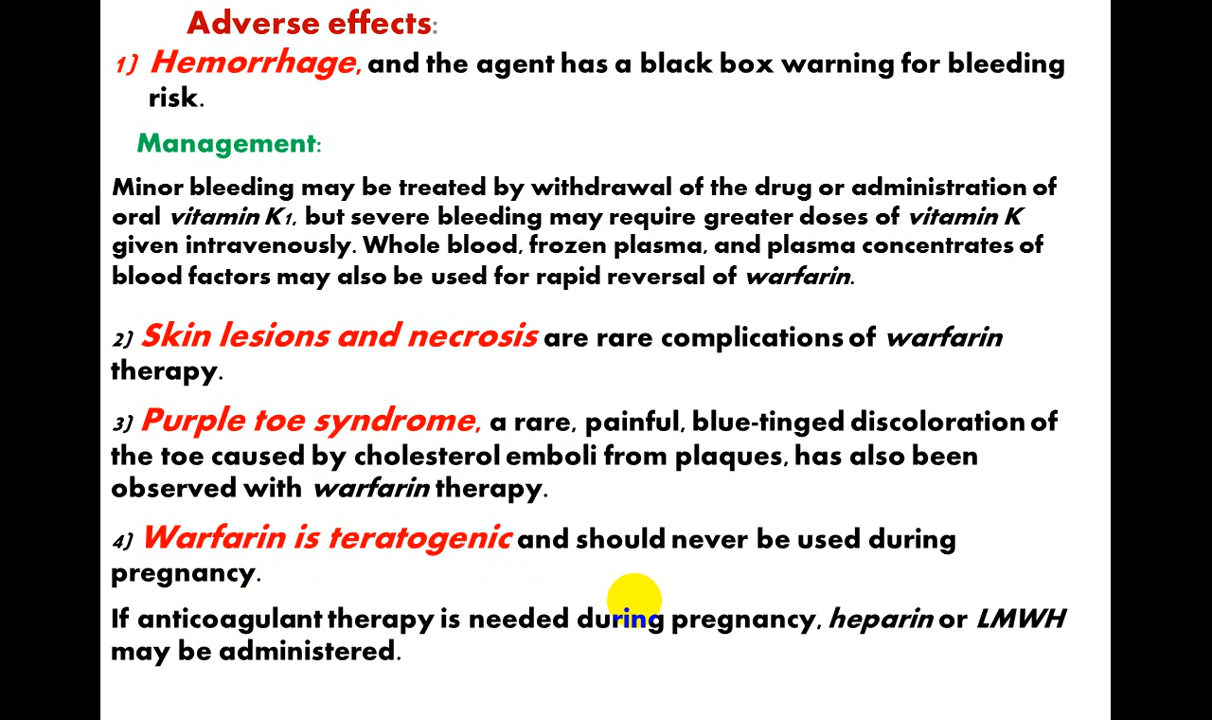 Adverse effects:
1) Hemorrhage, and the agent has a black box warning for bleeding
risk.
Management:
Minor bleeding may be treated by withdrawal of the drug or administration of
oral vitamin K1, but severe bleeding may require greater doses of vitamin K
given intravenously. Whole blood, frozen plasma, and plasma concentrates of
blood factors may also be used for rapid reversal of warfarin.
2) Skin lesions and necrosis are rare complications of warfarin
therapy.
3) Purple toe syndrome, a rare, painful, blue-tinged discoloration of
the toe caused by cholesterol emboli from plaques, has also been
observed with warfarin therapy.
4) Warfarin is teratogenic and should never be used during
pregnancy.
If anticoagulant therapy is needed during pregnancy, heparin or LMWH
may be administered.